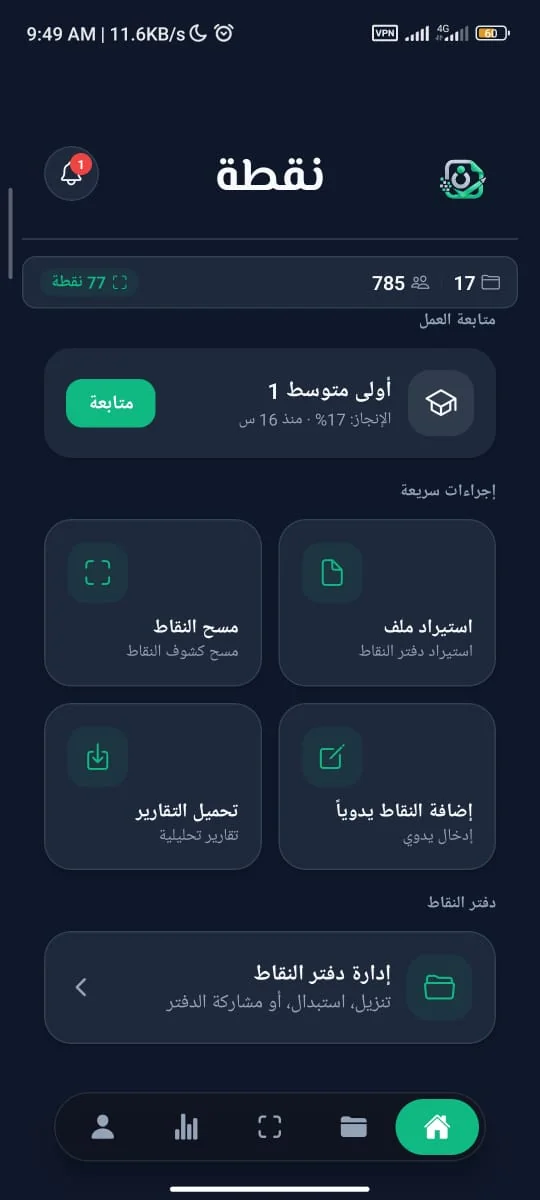 9:49 AM | 11.6KB/s
VPN 4G 60
نقطة
1
17 785 77 نقطة
متابعة العمل
أولى متوسط 1
الإنجاز: 17% · منذ 16 س
متابعة
إجراءات سريعة
استيراد ملف
استيراد دفتر النقاط
مسح النقاط
مسح كشوف النقاط
إضافة النقاط يدوياً
إدخال يدوي
تحميل التقارير
تقارير تحليلية
دفتر النقاط
إدارة دفتر النقاط
تنزيل، استبدال، أو مشاركة الدفتر